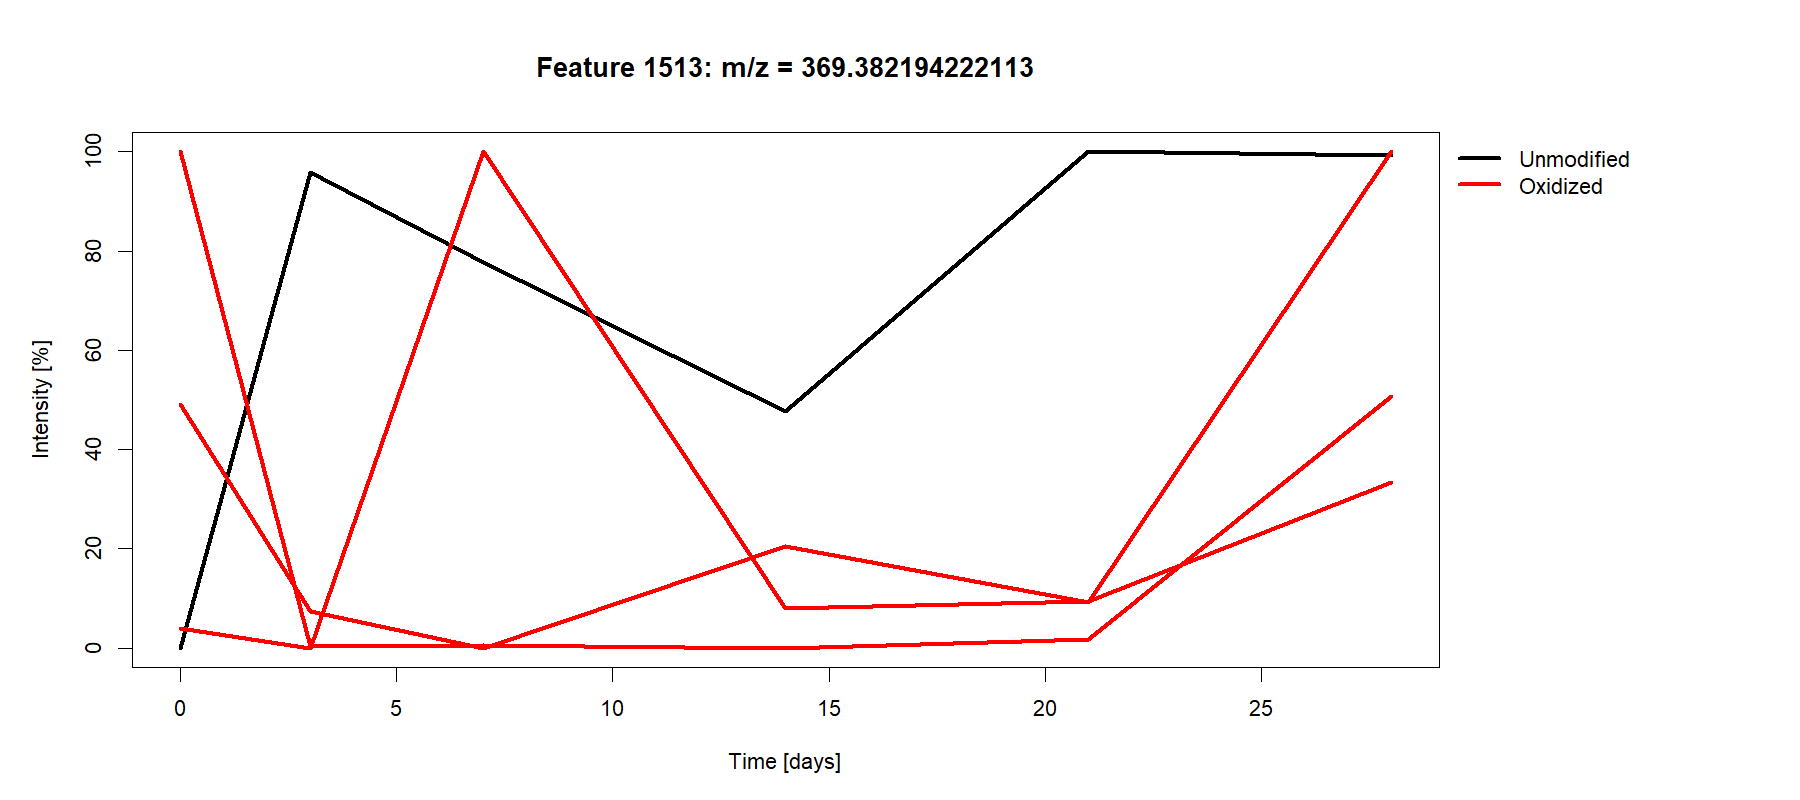 Feature 1513: m/z = 369.382194222113
Unmodified
Oxidized
Intensity [%]
100
80
60
40
20
0
0 5 10 15 20 25
Time [days]